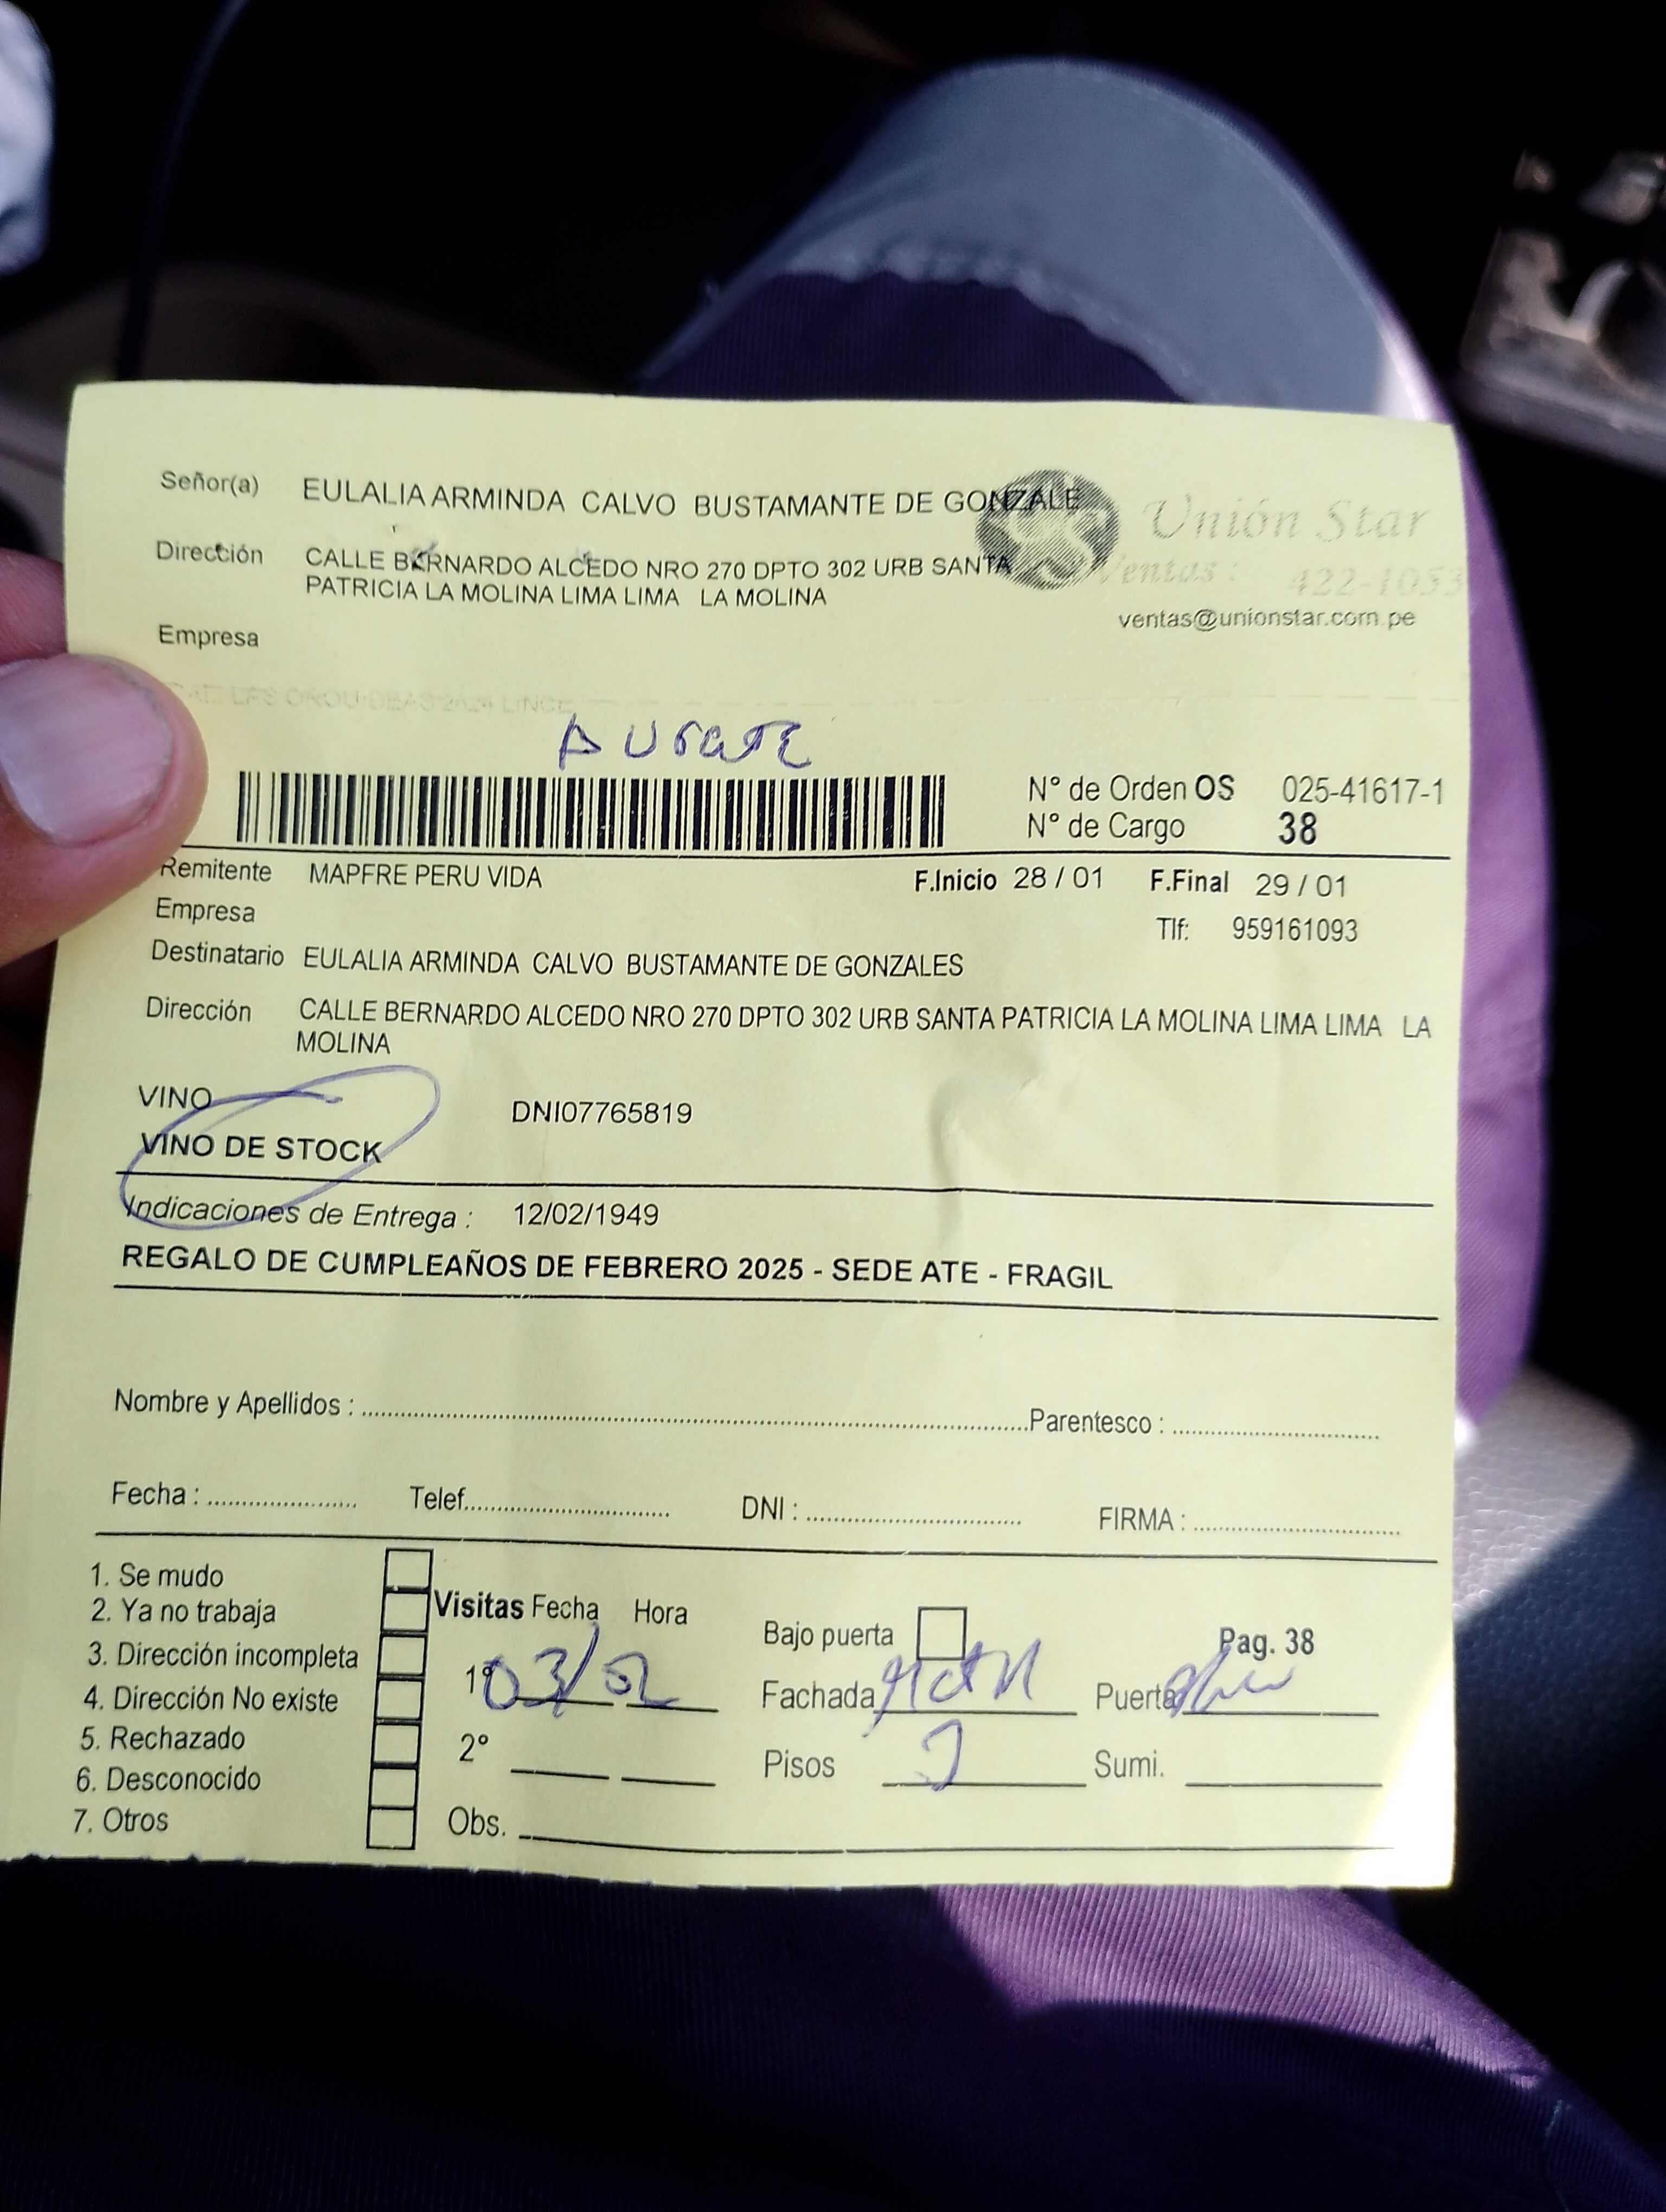 Señor(a) EULALIA ARMINDA CALVO BUSTAMANTE DE GONZALE
Unión Star
Dirección CALLE BERNARDO ALCEDO NRO 270 DPTO 302 URB SANTA
PATRICIA LA MOLINA LIMA LIMA LA MOLINA
Ventas : 422-1053
ventas@unionstar.com.pe
Empresa
LAS ORQUIDEAS 2624 LINCE
N° de Orden OS 025-41617-1
N° de Cargo 38
Remitente MAPFRE PERU VIDA F.Inicio 28 / 01 F.Final 29 / 01
Empresa Tlf: 959161093
Destinatario EULALIA ARMINDA CALVO BUSTAMANTE DE GONZALES
Dirección CALLE BERNARDO ALCEDO NRO 270 DPTO 302 URB SANTA PATRICIA LA MOLINA LIMA LIMA LA
MOLINA
VINO DNI07765819
VINO DE STOCK
Indicaciones de Entrega : 12/02/1949
REGALO DE CUMPLEAÑOS DE FEBRERO 2025 - SEDE ATE - FRAGIL
Nombre y Apellidos : Parentesco :
Fecha : Telef. DNI : FIRMA :
1. Se mudo
2. Ya no trabaja
3. Dirección incompleta
4. Dirección No existe
5. Rechazado
6. Desconocido
7. Otros
Visitas Fecha Hora
1° 03/02
2°
Obs.
Bajo puerta Pag. 38
Fachada Puerta
Pisos Sumi.